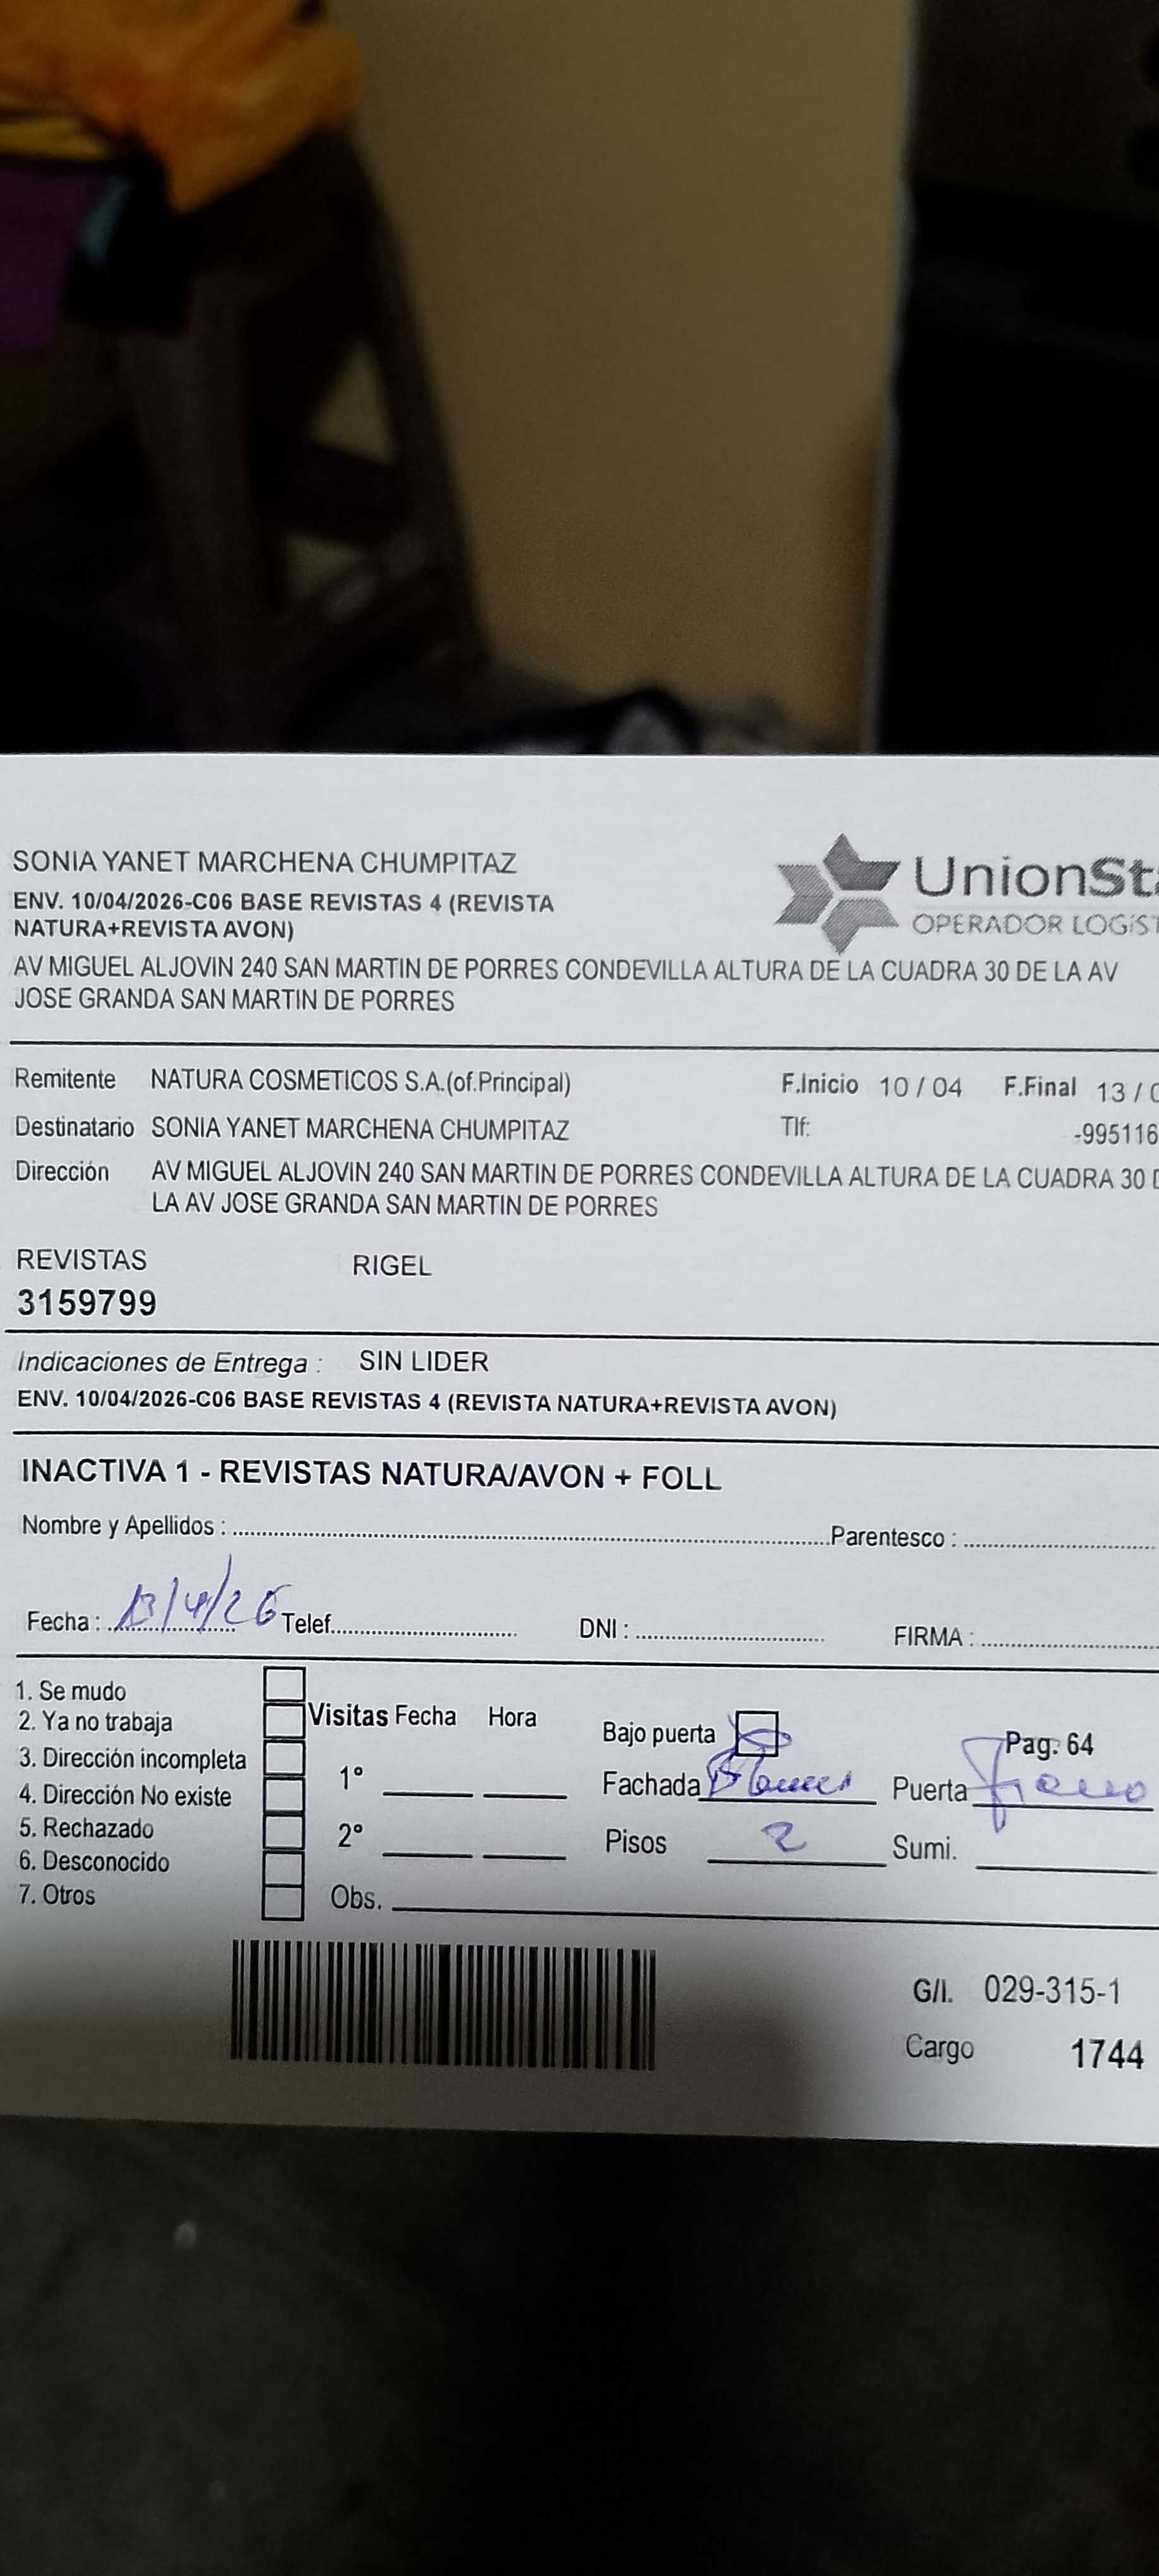 SONIA YANET MARCHENA CHUMPITAZ
ENV. 10/04/2026-C06 BASE REVISTAS 4 (REVISTA
NATURA+REVISTA AVON)
AV MIGUEL ALJOVIN 240 SAN MARTIN DE PORRES CONDEVILLA ALTURA DE LA CUADRA 30 DE LA AV
JOSE GRANDA SAN MARTIN DE PORRES
UnionSta
OPERADOR LOGÍST
Remitente NATURA COSMETICOS S.A.(of.Principal) F.Inicio 10 / 04 F.Final 13 / 0
Destinatario SONIA YANET MARCHENA CHUMPITAZ Tlf: -995116
Dirección AV MIGUEL ALJOVIN 240 SAN MARTIN DE PORRES CONDEVILLA ALTURA DE LA CUADRA 30 D
LA AV JOSE GRANDA SAN MARTIN DE PORRES
REVISTAS RIGEL
3159799
Indicaciones de Entrega : SIN LIDER
ENV. 10/04/2026-C06 BASE REVISTAS 4 (REVISTA NATURA+REVISTA AVON)
INACTIVA 1 - REVISTAS NATURA/AVON + FOLL
Nombre y Apellidos : Parentesco :
Fecha : 13/4/26 Telef. DNI : FIRMA :
1. Se mudo
2. Ya no trabaja
3. Dirección incompleta
4. Dirección No existe
5. Rechazado
6. Desconocido
7. Otros
Visitas Fecha Hora
1°
2°
Obs.
Bajo puerta Pag. 64
Fachada Puerta
Pisos 2 Sumi.
G/I. 029-315-1
Cargo 1744